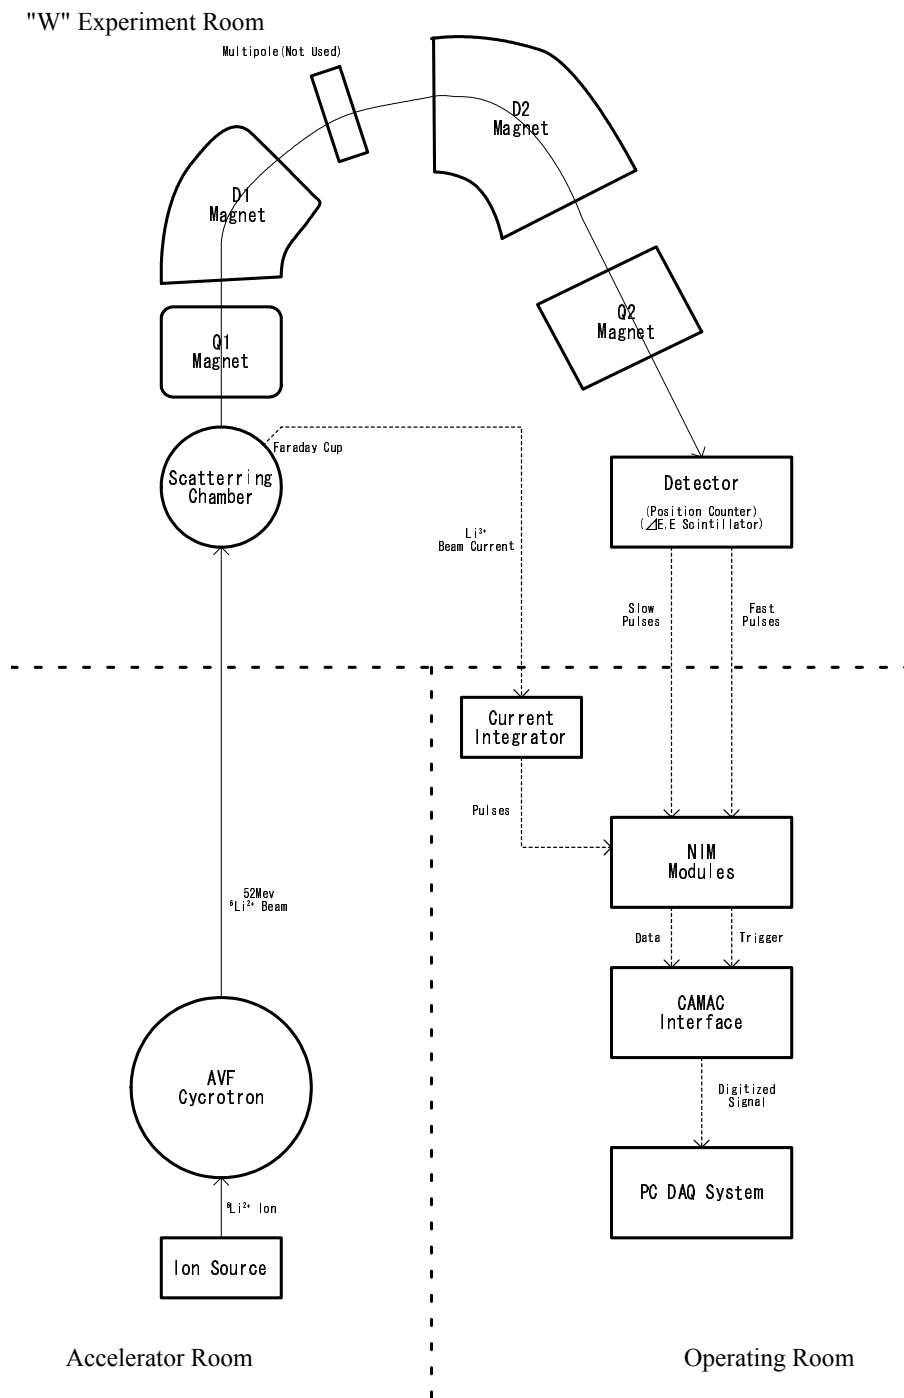 "W" Experiment Room
Multipole(Not Used)
D2
Magnet
D1
Magnet
Q2
Magnet
Q1
Magnet
Faraday Cup
Scatterring
Chamber
Detector
(Position Counter)
(⊿E,E Scintillator)
Li³⁺
Beam Current
Slow
Pulses
Fast
Pulses
Current
Integrator
Pulses
NIM
Modules
52Mev
⁶Li²⁺ Beam
Data
Trigger
CAMAC
Interface
AVF
Cycrotron
Digitized
Signal
PC DAQ System
⁶Li²⁺ Ion
Ion Source
Accelerator Room
Operating Room